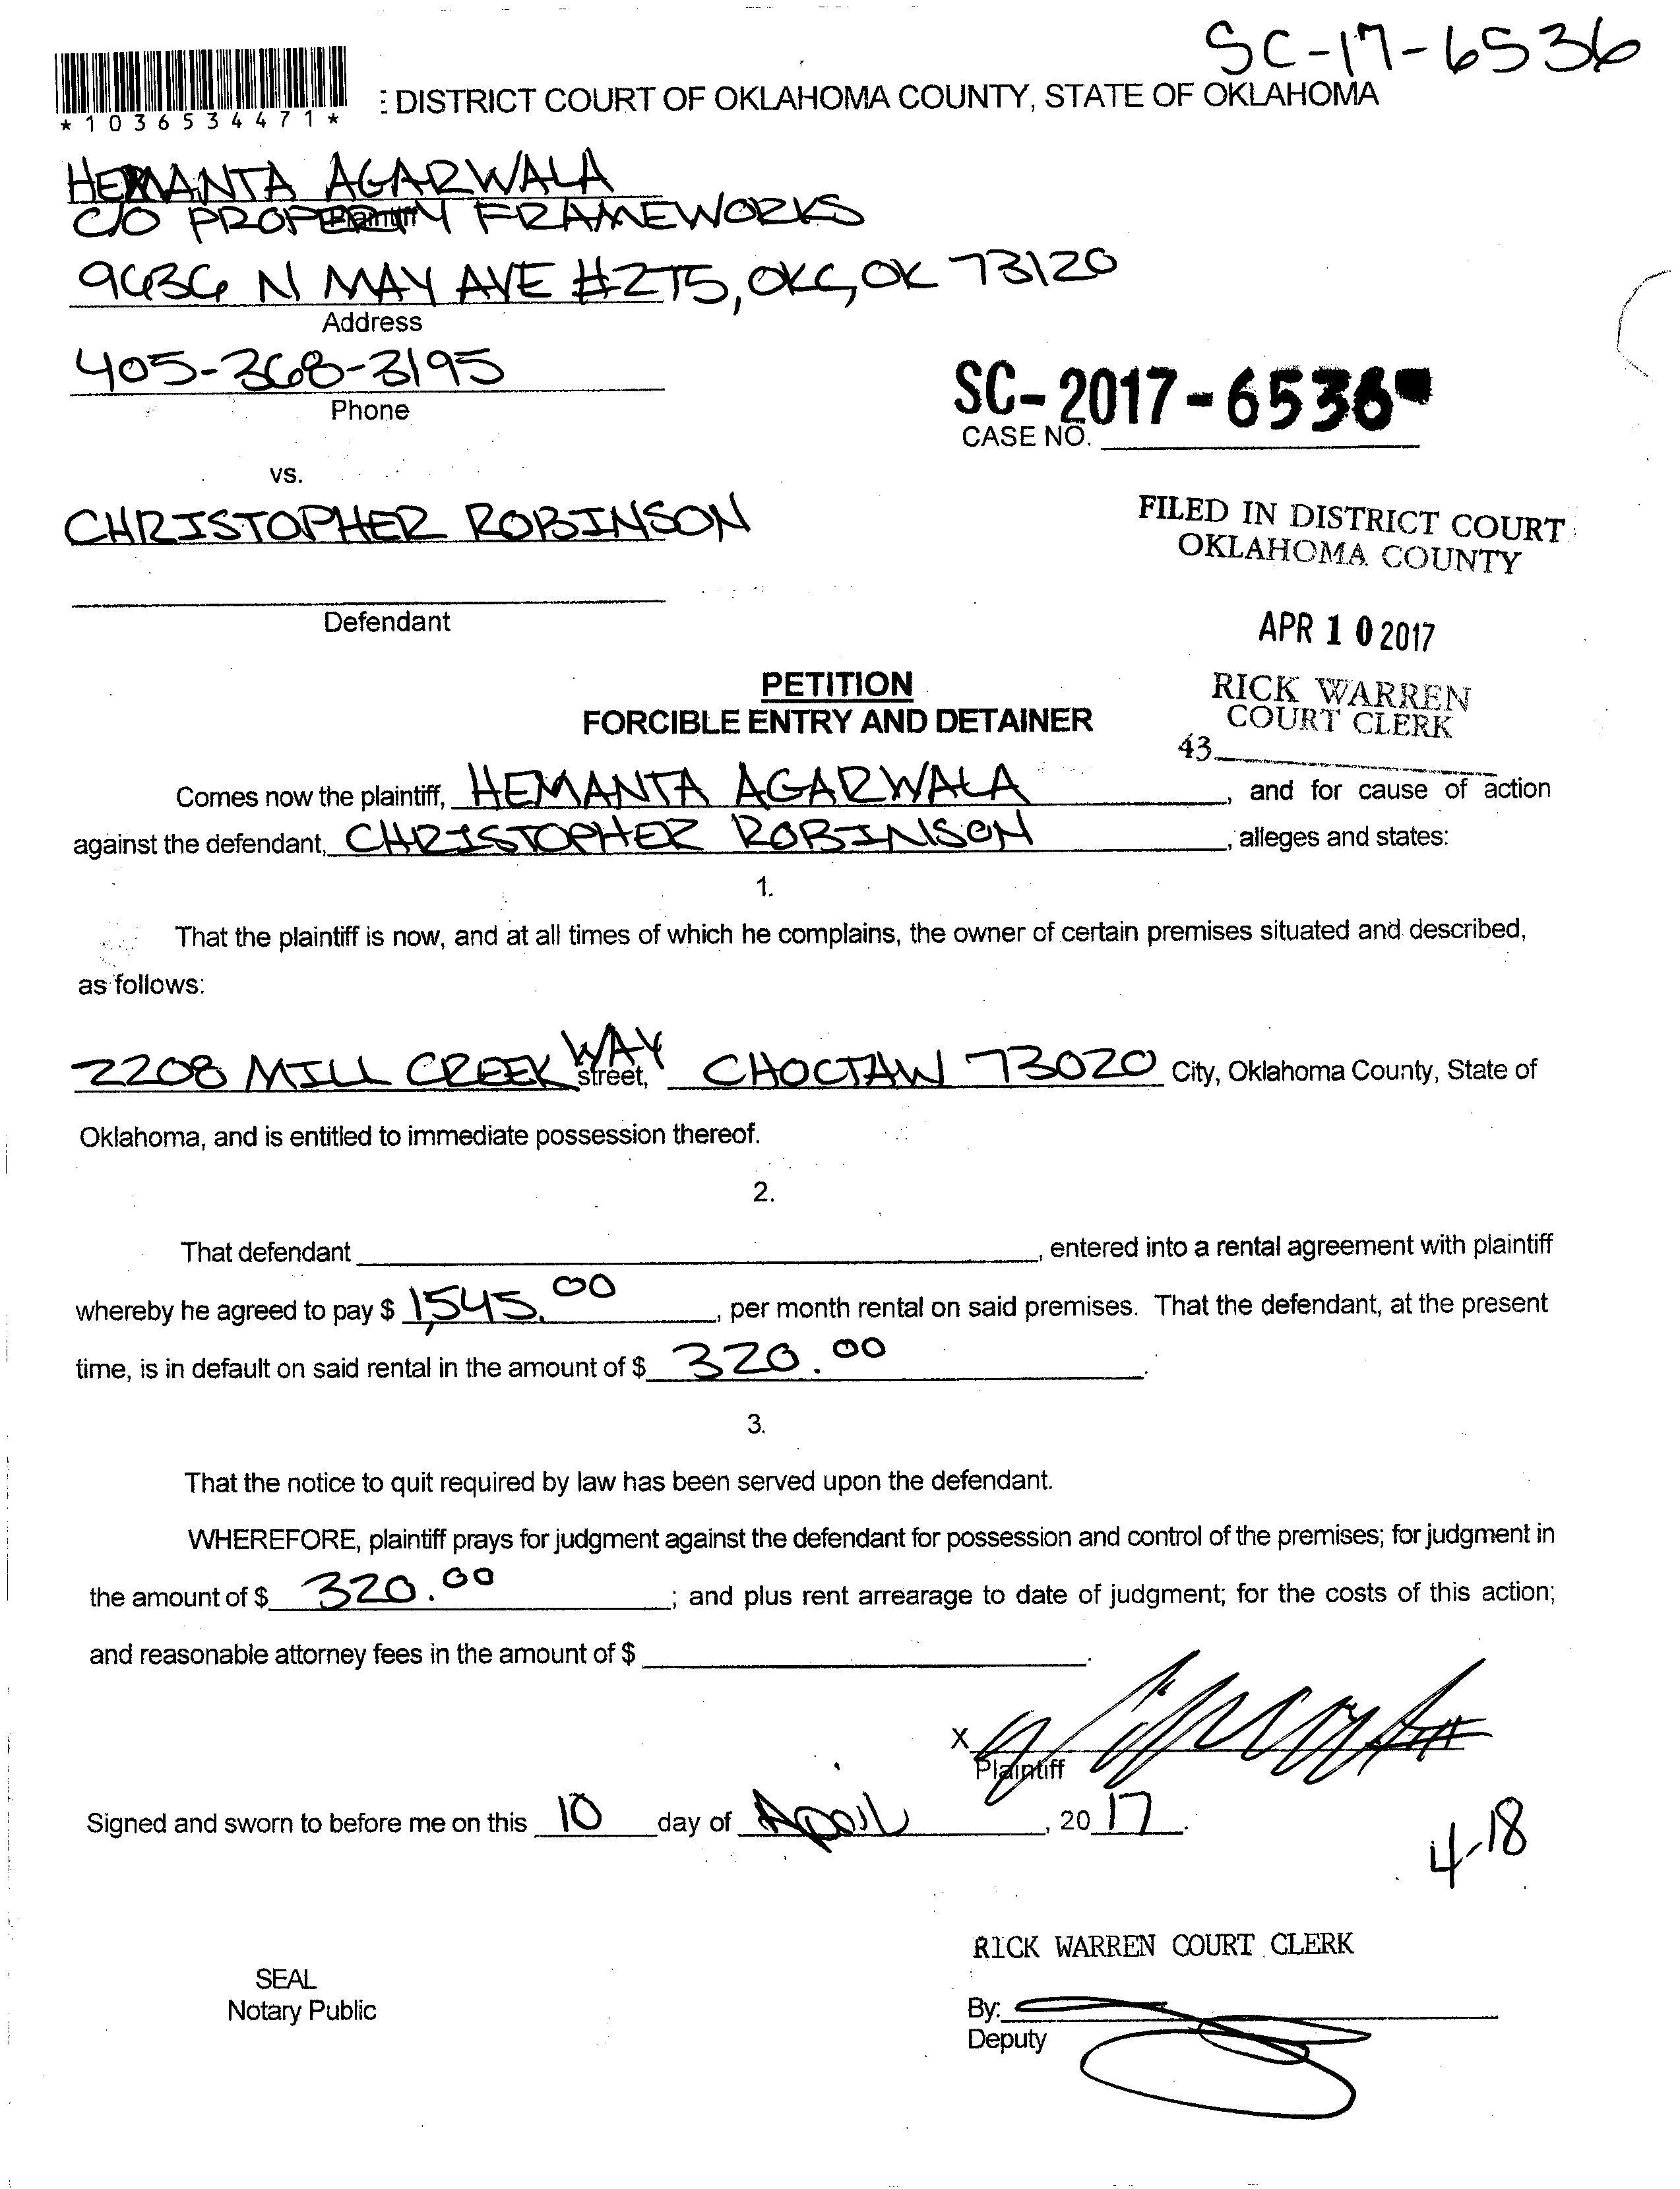 SC-17-6536
*1036534471*
: DISTRICT COURT OF OKLAHOMA COUNTY, STATE OF OKLAHOMA
HEMANTA AGARWALA
Plaintiff
C/O PROPERTY FRAMEWORKS
9636 N MAY AVE #275, OKC, OK 73120
Address
405-368-3195
Phone
SC-2017-6536
CASE NO.
vs.
CHRISTOPHER ROBINSON
Defendant
FILED IN DISTRICT COURT
OKLAHOMA COUNTY
APR 10 2017
RICK WARREN
COURT CLERK
43
PETITION
FORCIBLE ENTRY AND DETAINER
Comes now the plaintiff, HEMANTA AGARWALA, and for cause of action
against the defendant, CHRISTOPHER ROBINSON, alleges and states:
1.
That the plaintiff is now, and at all times of which he complains, the owner of certain premises situated and described,
as follows:
2208 MILL CREEK WAY street, CHOCTAW 73020 City, Oklahoma County, State of
Oklahoma, and is entitled to immediate possession thereof.
2.
That defendant , entered into a rental agreement with plaintiff
whereby he agreed to pay $ 1,545.00, per month rental on said premises. That the defendant, at the present
time, is in default on said rental in the amount of $ 320.00.
3.
That the notice to quit required by law has been served upon the defendant.
WHEREFORE, plaintiff prays for judgment against the defendant for possession and control of the premises; for judgment in
the amount of $ 320.00; and plus rent arrearage to date of judgment; for the costs of this action;
and reasonable attorney fees in the amount of $ .
X
Plaintiff
Signed and sworn to before me on this 10 day of April, 2017.
4-18
RICK WARREN COURT CLERK
SEAL
Notary Public
By:
Deputy